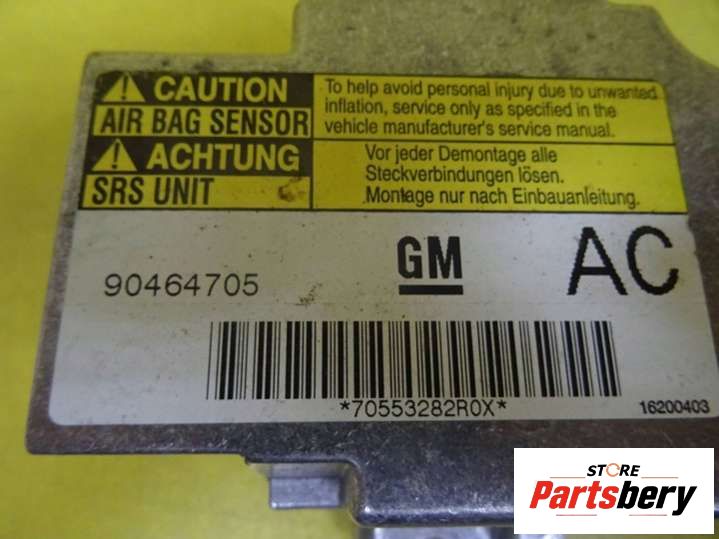 CAUTION
AIR BAG SENSOR
To help avoid personal injury due to unwanted
inflation, service only as specified in the
vehicle manufacturer's service manual.
ACHTUNG
SRS UNIT
Vor jeder Demontage alle
Steckverbindungen lösen.
Montage nur nach Einbauanleitung.
90464705
GM
AC
*70553282R0X*
16200403
STORE
Partsbery